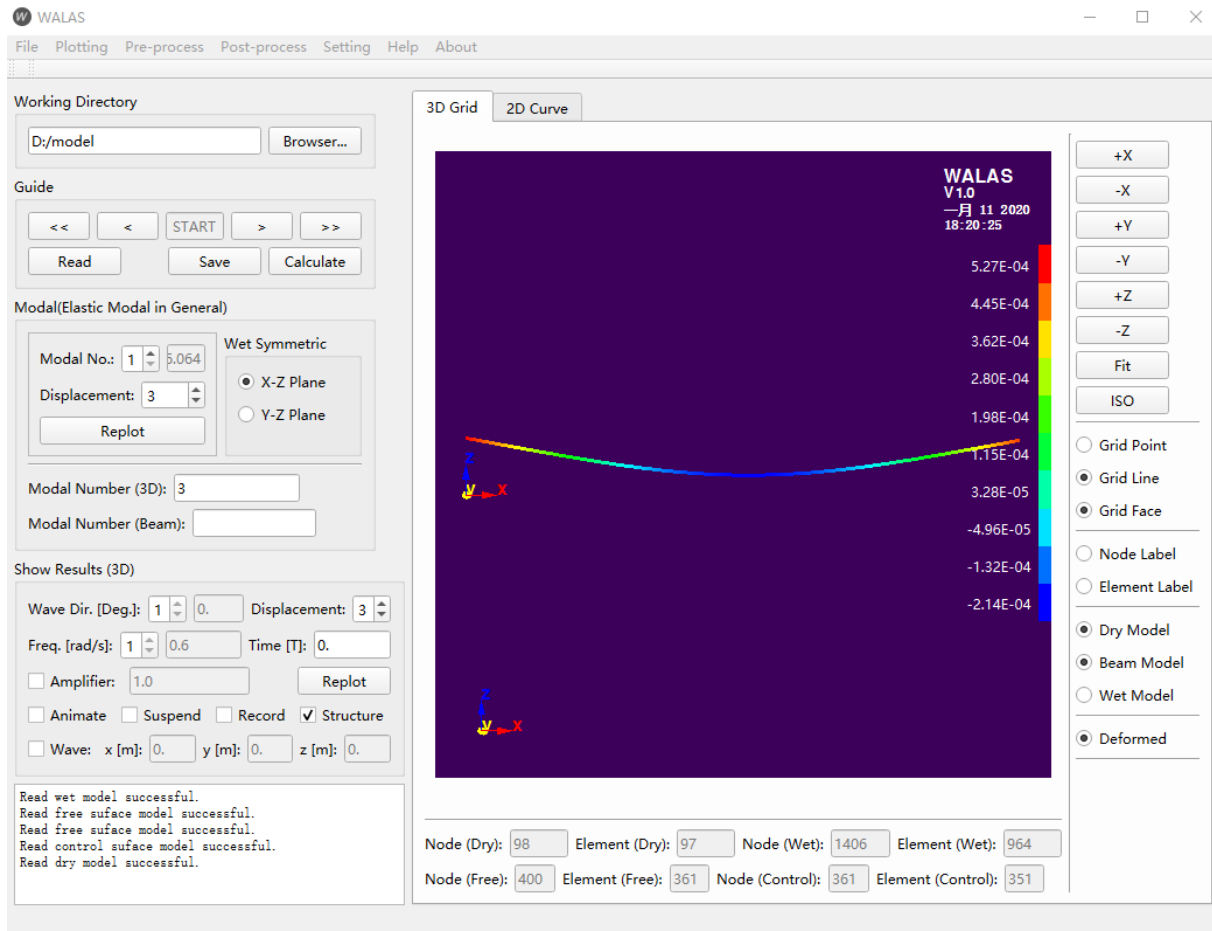 WALAS
File Plotting Pre-process Post-process Setting Help About
Working Directory
D:/model Browser...
Guide
<< < START > >>
Read Save Calculate
Modal(Elastic Modal in General)
Modal No.: 1 5.064
Displacement: 3
Replot
Wet Symmetric
X-Z Plane
Y-Z Plane
Modal Number (3D): 3
Modal Number (Beam):
Show Results (3D)
Wave Dir. [Deg.]: 1 0. Displacement: 3
Freq. [rad/s]: 1 0.6 Time [T]: 0.
Amplifier: 1.0 Replot
Animate Suspend Record Structure
Wave: x [m]: 0. y [m]: 0. z [m]: 0.
Read wet model successful.
Read free suface model successful.
Read free suface model successful.
Read control suface model successful.
Read dry model successful.
3D Grid 2D Curve
WALAS
V 1.0
一月 11 2020
18:20:25
5.27E-04
4.45E-04
3.62E-04
2.80E-04
1.98E-04
1.15E-04
3.28E-05
-4.96E-05
-1.32E-04
-2.14E-04
Z
Y X
Z
Y X
+X
-X
+Y
-Y
+Z
-Z
Fit
ISO
Grid Point
Grid Line
Grid Face
Node Label
Element Label
Dry Model
Beam Model
Wet Model
Deformed
Node (Dry): 98 Element (Dry): 97 Node (Wet): 1406 Element (Wet): 964
Node (Free): 400 Element (Free): 361 Node (Control): 361 Element (Control): 351